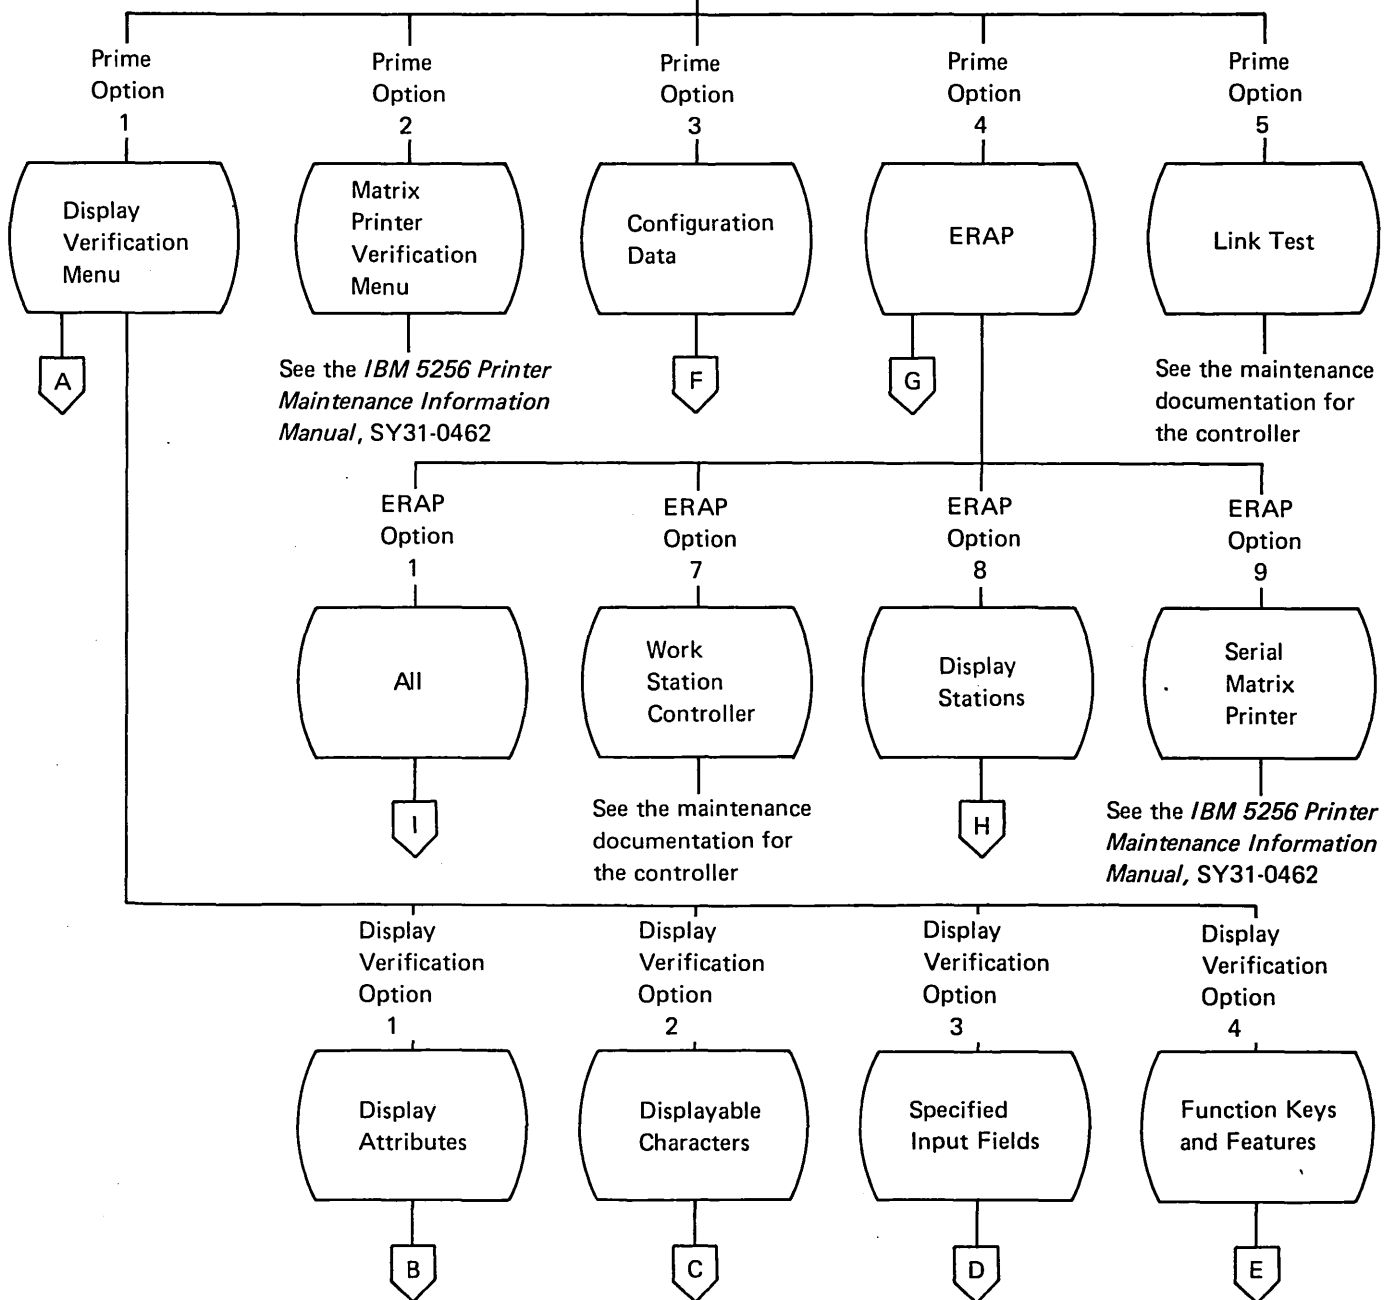 Prime
Option
1
Prime
Option
2
Prime
Option
3
Prime
Option
4
Prime
Option
5
Display
Verification
Menu
Matrix
Printer
Verification
Menu
Configuration
Data
ERAP
Link Test
A
See the IBM 5256 Printer
Maintenance Information
Manual, SY31-0462
F
G
See the maintenance
documentation for
the controller
ERAP
Option
1
ERAP
Option
7
ERAP
Option
8
ERAP
Option
9
All
Work
Station
Controller
Display
Stations
Serial
Matrix
Printer
I
See the maintenance
documentation for
the controller
H
See the IBM 5256 Printer
Maintenance Information
Manual, SY31-0462
Display
Verification
Option
1
Display
Verification
Option
2
Display
Verification
Option
3
Display
Verification
Option
4
Display
Attributes
Displayable
Characters
Specified
Input Fields
Function Keys
and Features
B
C
D
E